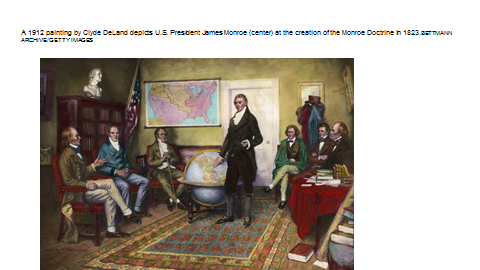 A 1912 painting by Clyde DeLand depicts U.S. President James Monroe (center) at the creation of the Monroe Doctrine in 1823.BETTMANN
ARCHIVE/GETTY IMAGES